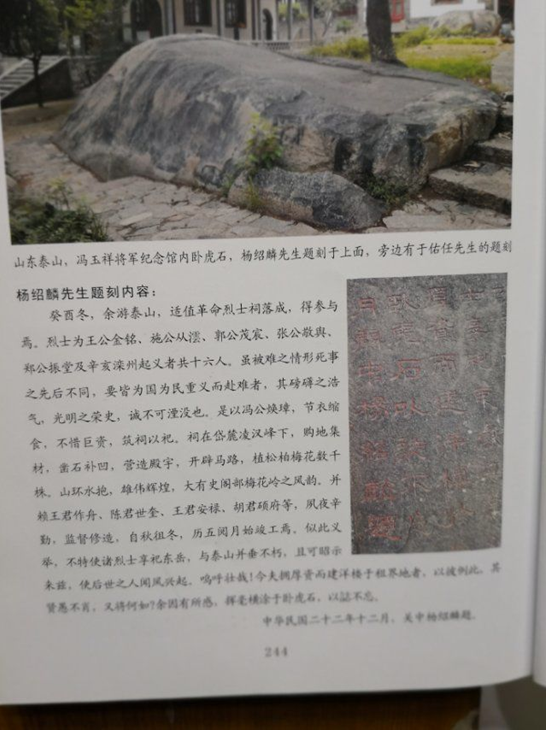 山东泰山，冯玉祥将军纪念馆内卧虎石，杨绍麟先生题刻于上面，旁边有于佑任先生的题刻
杨绍麟先生题刻内容：
癸酉冬，余游泰山，适值革命烈士祠落成，得参与
焉。烈士为王公金铭、施公从滨、郭公茂宸、张公敬舆、
郑公振堂及辛亥滦州起义者共十六人。虽被难之情形死事
之先后不同，要皆为国为民重义而赴难者，其磅礴之浩
气，光明之荣史，诚不可湮没也。是以冯公焕璋，节衣缩
食，不惜巨资，筑祠以祀。祠在岱麓凌汉峰下，购地集
材，凿石补凹，营造殿宇，开辟马路，植松柏梅花数千
株。山环水抱，雄伟辉煌，大有史阁部梅花岭之风韵。并
赖王君作舟、陈君世奎、王君安禄、胡君硕府等，夙夜辛
勤，监督修造，自秋徂冬，历五阅月始竣工焉。似此义
举，不特使诸烈士享祀东岳，与泰山并垂不朽，且可昭示
来兹，使后世之人闻风兴起。呜呼壮哉！今夫拥厚资而建洋楼于租界地者，以彼例此，其
贤愚不肖，又将何如？余因有所感，挥毫横涂于卧虎石，以誌不忘。
中华民国二十二年十二月，关中杨绍麟题。
244